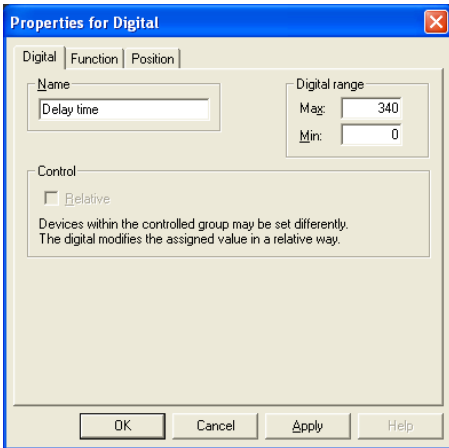 Properties for Digital
Digital Function Position
Name
Delay time
Digital range
Max: 340
Min: 0
Control
Relative
Devices within the controlled group may be set differently.
The digital modifies the assigned value in a relative way.
OK Cancel Apply Help